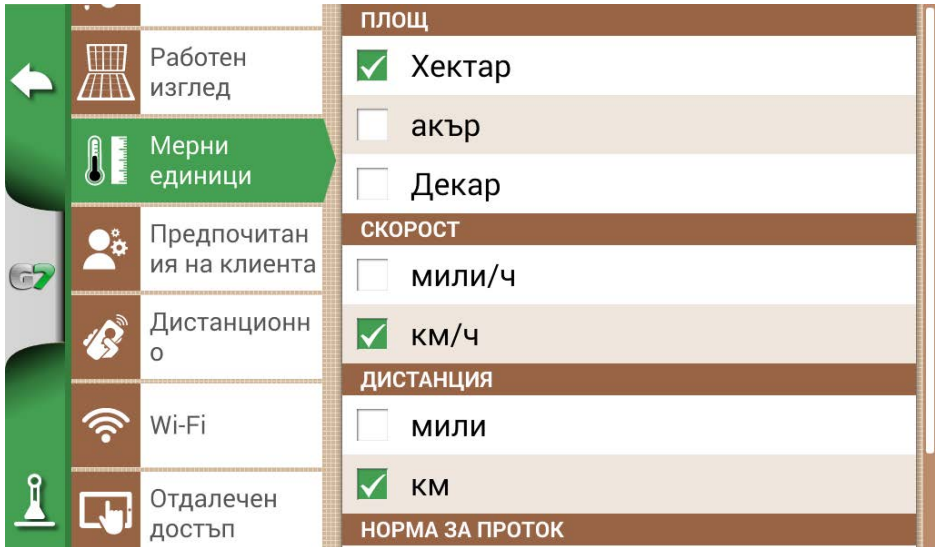 G7
Работен
изглед
Мерни
единици
Предпочитан
ия на клиента
Дистанционн
о
Wi-Fi
Отдалечен
достъп
ПЛОЩ
Хектар
акър
Декар
СКОРОСТ
мили/ч
км/ч
ДИСТАНЦИЯ
мили
км
НОРМА ЗА ПРОТОК